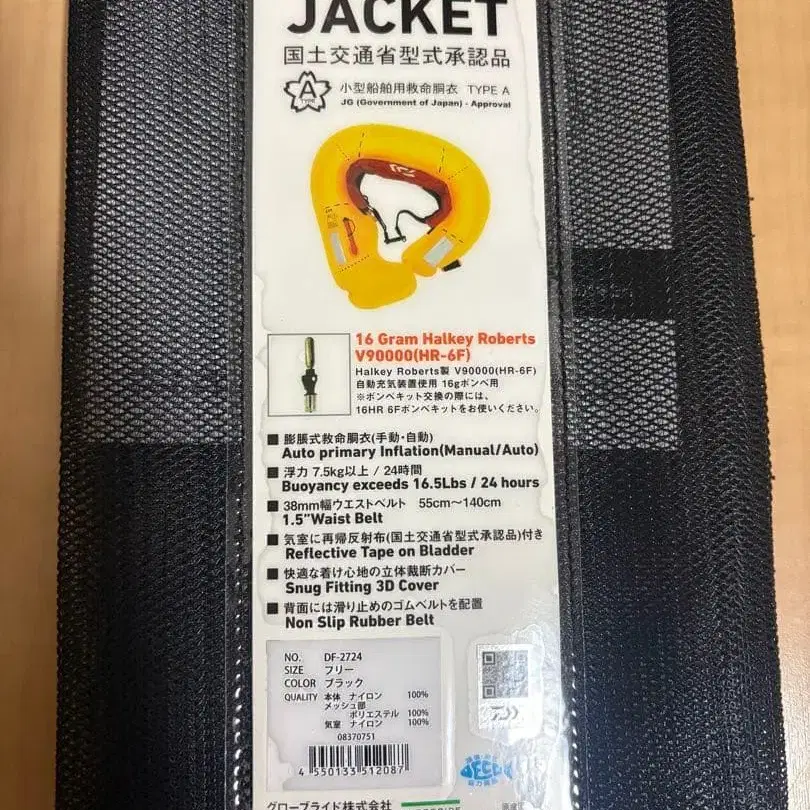 JACKET
国土交通省型式承認品
A
TYPE
小型船舶用救命胴衣 TYPE A
JG (Government of Japan) - Approval
16 Gram Halkey Roberts
V90000(HR-6F)
Halkey Roberts製 V90000(HR-6F)
自動充気装置使用 16gボンベ用
※ボンベキット交換の際には、
16HR 6Fボンベキットをお使いください。
■ 膨脹式救命胴衣(手動・自動)
Auto primary Inflation(Manual/Auto)
■ 浮力 7.5kg以上 / 24時間
Buoyancy exceeds 16.5Lbs / 24 hours
■ 38mm幅ウエストベルト 55cm〜140cm
1.5"Waist Belt
■ 気室に再帰反射布(国土交通省型式承認品)付き
Reflective Tape on Bladder
■ 快適な着け心地の立体裁断カバー
Snug Fitting 3D Cover
■ 背面には滑り止めのゴムベルトを配置
Non Slip Rubber Belt
NO. DF-2724
SIZE フリー
COLOR ブラック
QUALITY 本体 ナイロン 100%
メッシュ部
ポリエステル 100%
気室 ナイロン 100%
08370751
4 550133 512087
グローブライド株式会社